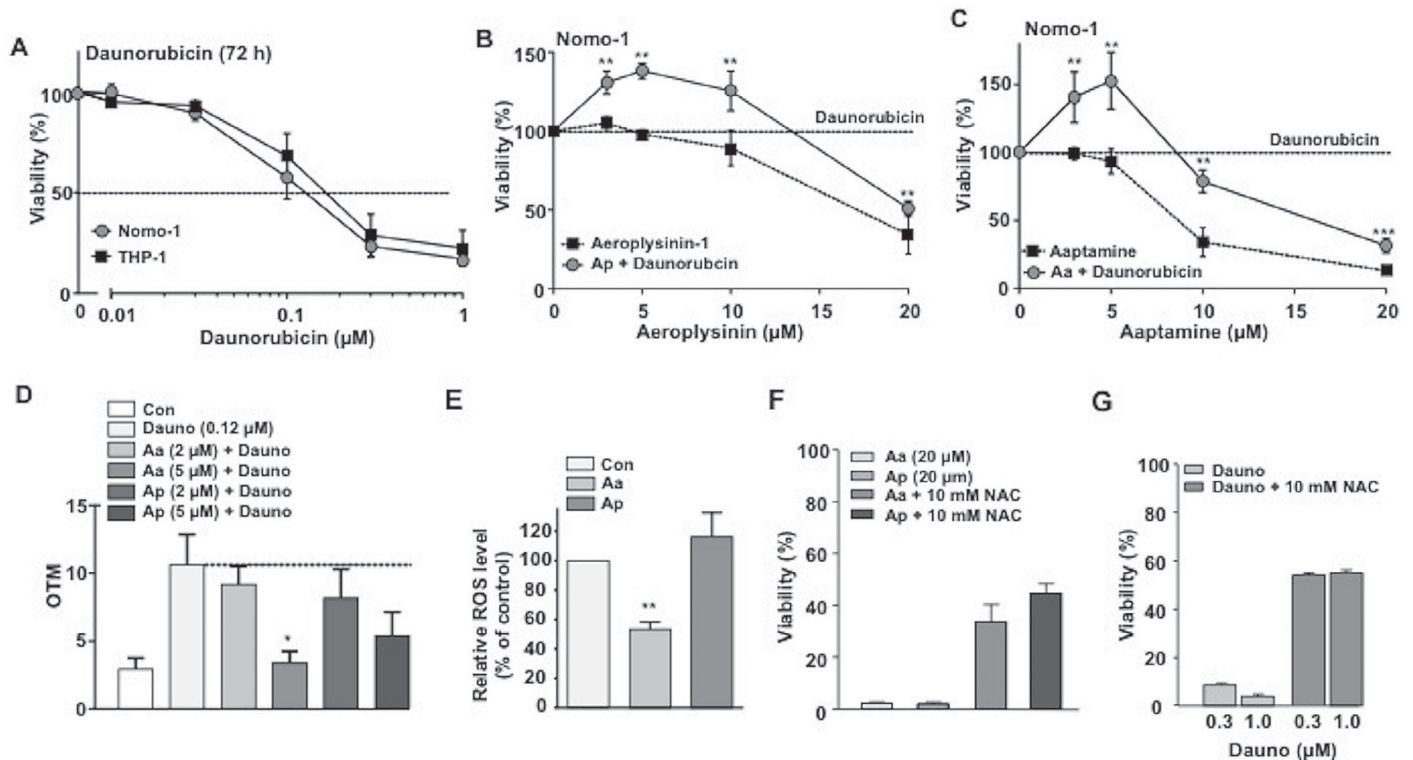 A
Daunorubicin (72 h)
Viability (%)
100
50
0
Nomo-1
THP-1
0 0.01 0.1 1
Daunorubicin (µM)
B
Nomo-1
Viability (%)
150
100
50
0
** ** ** **
Daunorubicin
Aeroplysinin-1
Ap + Daunorubcin
0 5 10 15 20
Aeroplysinin (µM)
C
Nomo-1
Viability (%)
150
100
50
0
** ** ** ***
Daunorubicin
Aaptamine
Aa + Daunorubicin
0 5 10 15 20
Aaptamine (µM)
D
Con
Dauno (0.12 µM)
Aa (2 µM) + Dauno
Aa (5 µM) + Dauno
Ap (2 µM) + Dauno
Ap (5 µM) + Dauno
OTM
15
10
5
0
*
E
Con
Aa
Ap
Relative ROS level
(% of control)
120
100
80
60
40
20
0
**
F
Aa (20 µM)
Ap (20 µm)
Aa + 10 mM NAC
Ap + 10 mM NAC
Viability (%)
100
80
60
40
20
0
G
Dauno
Dauno + 10 mM NAC
Viability (%)
100
80
60
40
20
0
0.3 1.0 0.3 1.0
Dauno (µM)